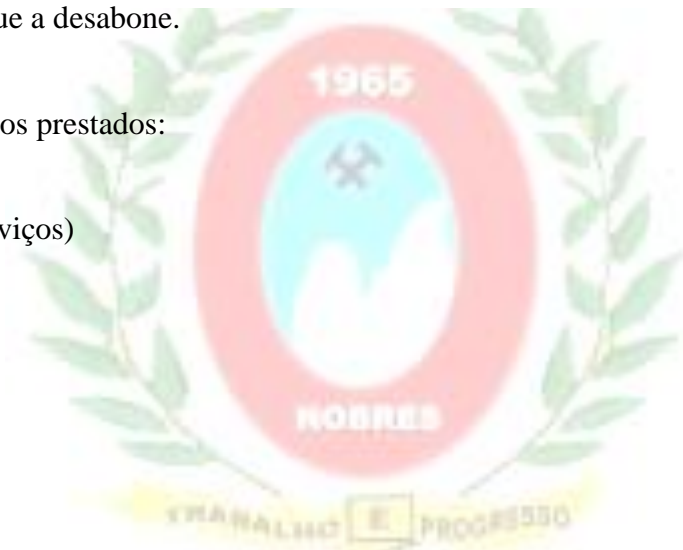 ue a desabone.
os prestados:
viços)
1965
NOBRES
TRABALHO E PROGRESSO